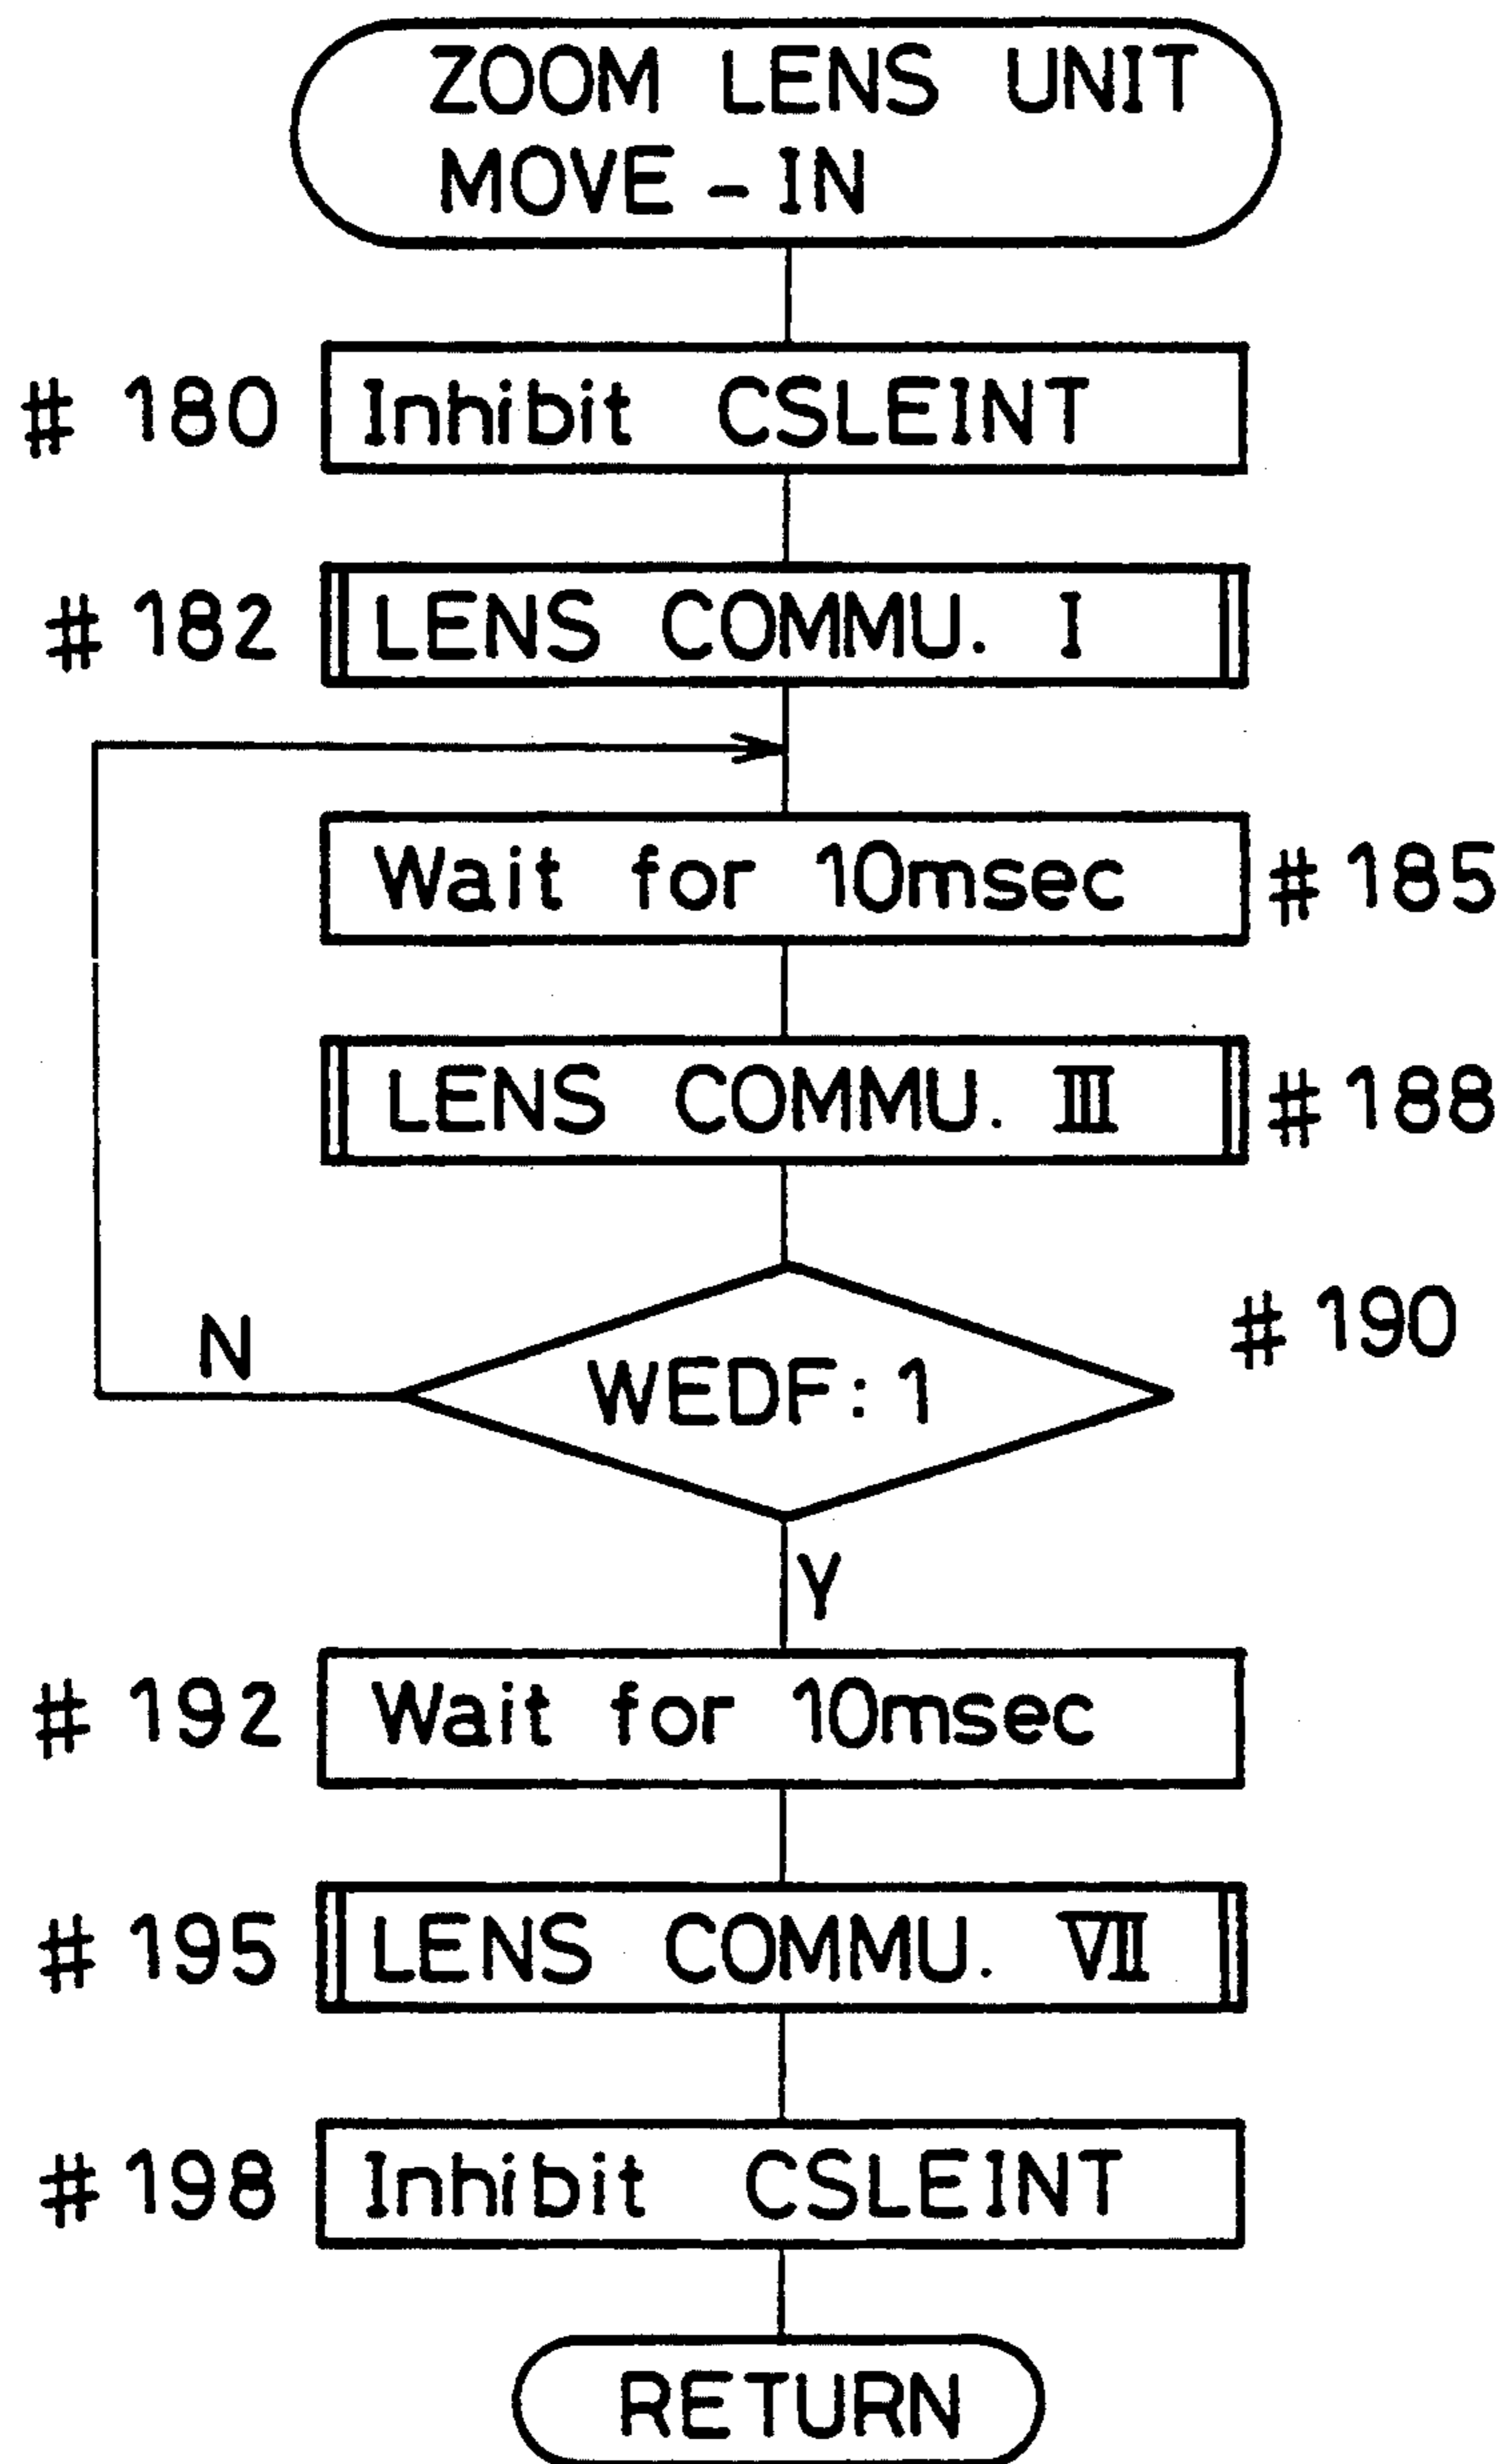 ZOOM LENS UNIT
MOVE-IN
# 180 Inhibit CSLEINT
# 182 LENS COMMU. I
Wait for 10msec # 185
LENS COMMU. III # 188
# 190
N
WEDF:1
Y
# 192 Wait for 10msec
# 195 LENS COMMU. VII
# 198 Inhibit CSLEINT
RETURN